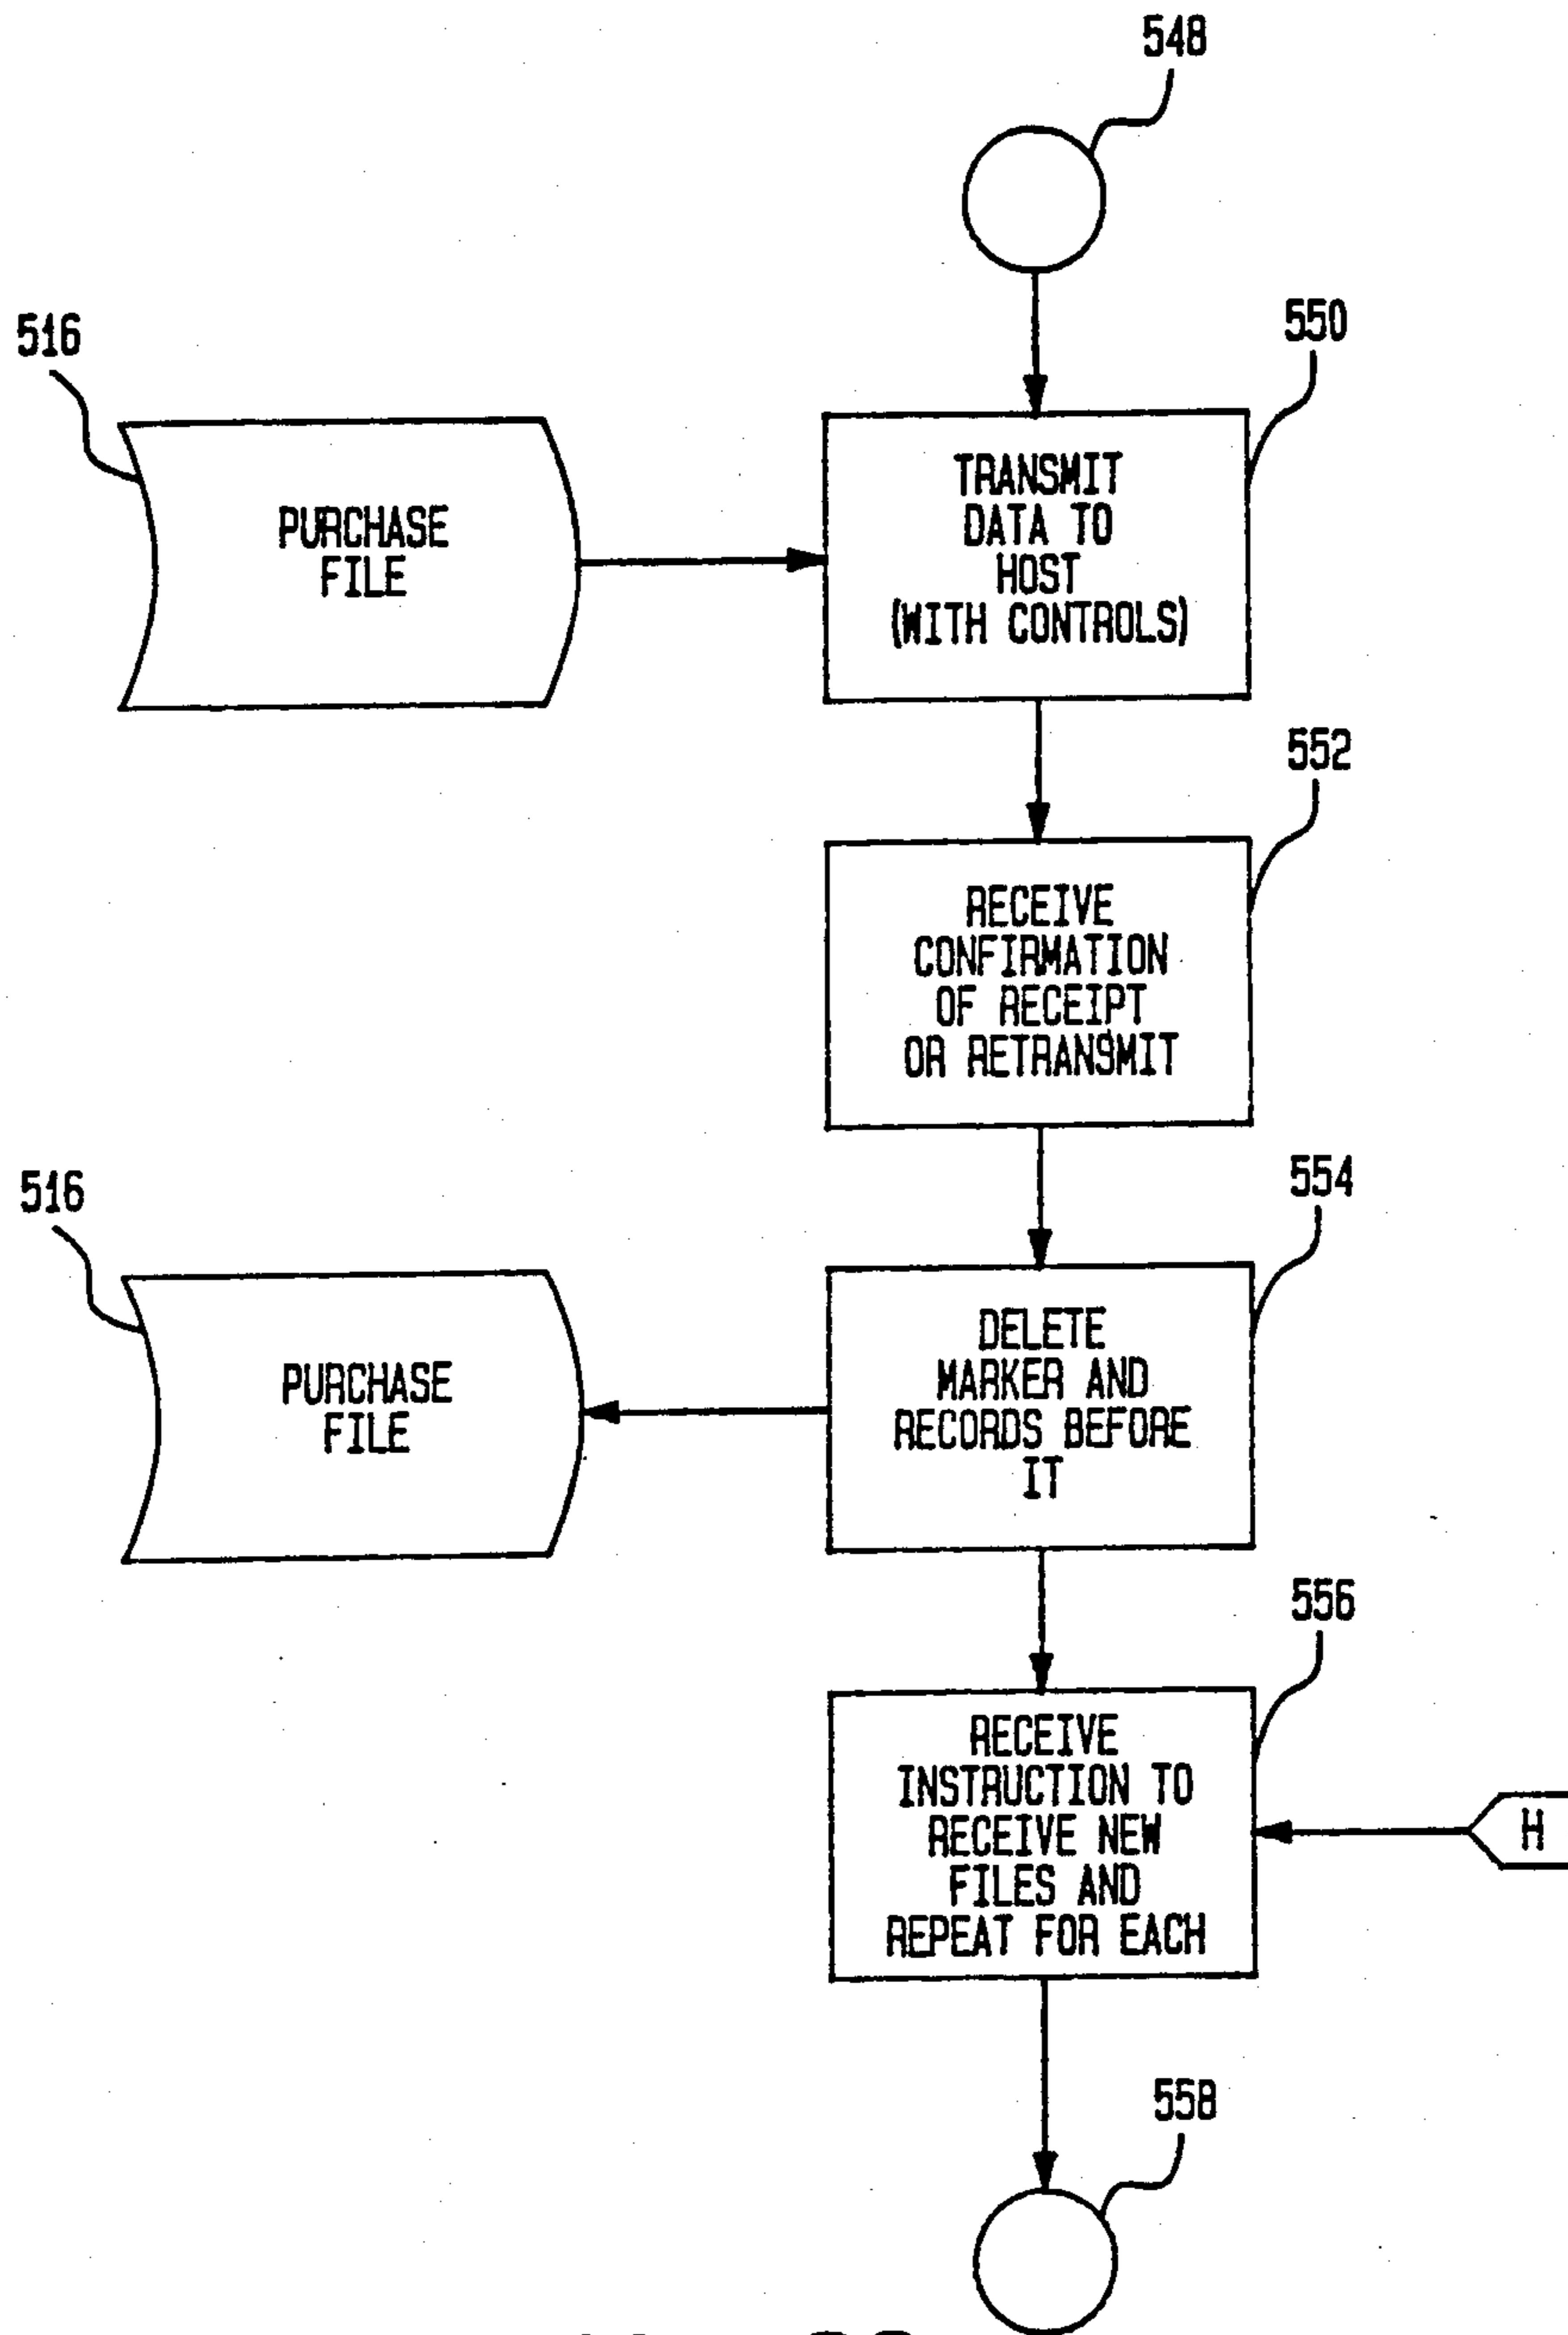 548
516
550
PURCHASE
FILE
TRANSMIT
DATA TO
HOST
(WITH CONTROLS)
552
RECEIVE
CONFIRMATION
OF RECEIPT
OR RETRANSMIT
516
554
PURCHASE
FILE
DELETE
MARKER AND
RECORDS BEFORE
IT
556
RECEIVE
INSTRUCTION TO
RECEIVE NEW
FILES AND
REPEAT FOR EACH
H
558